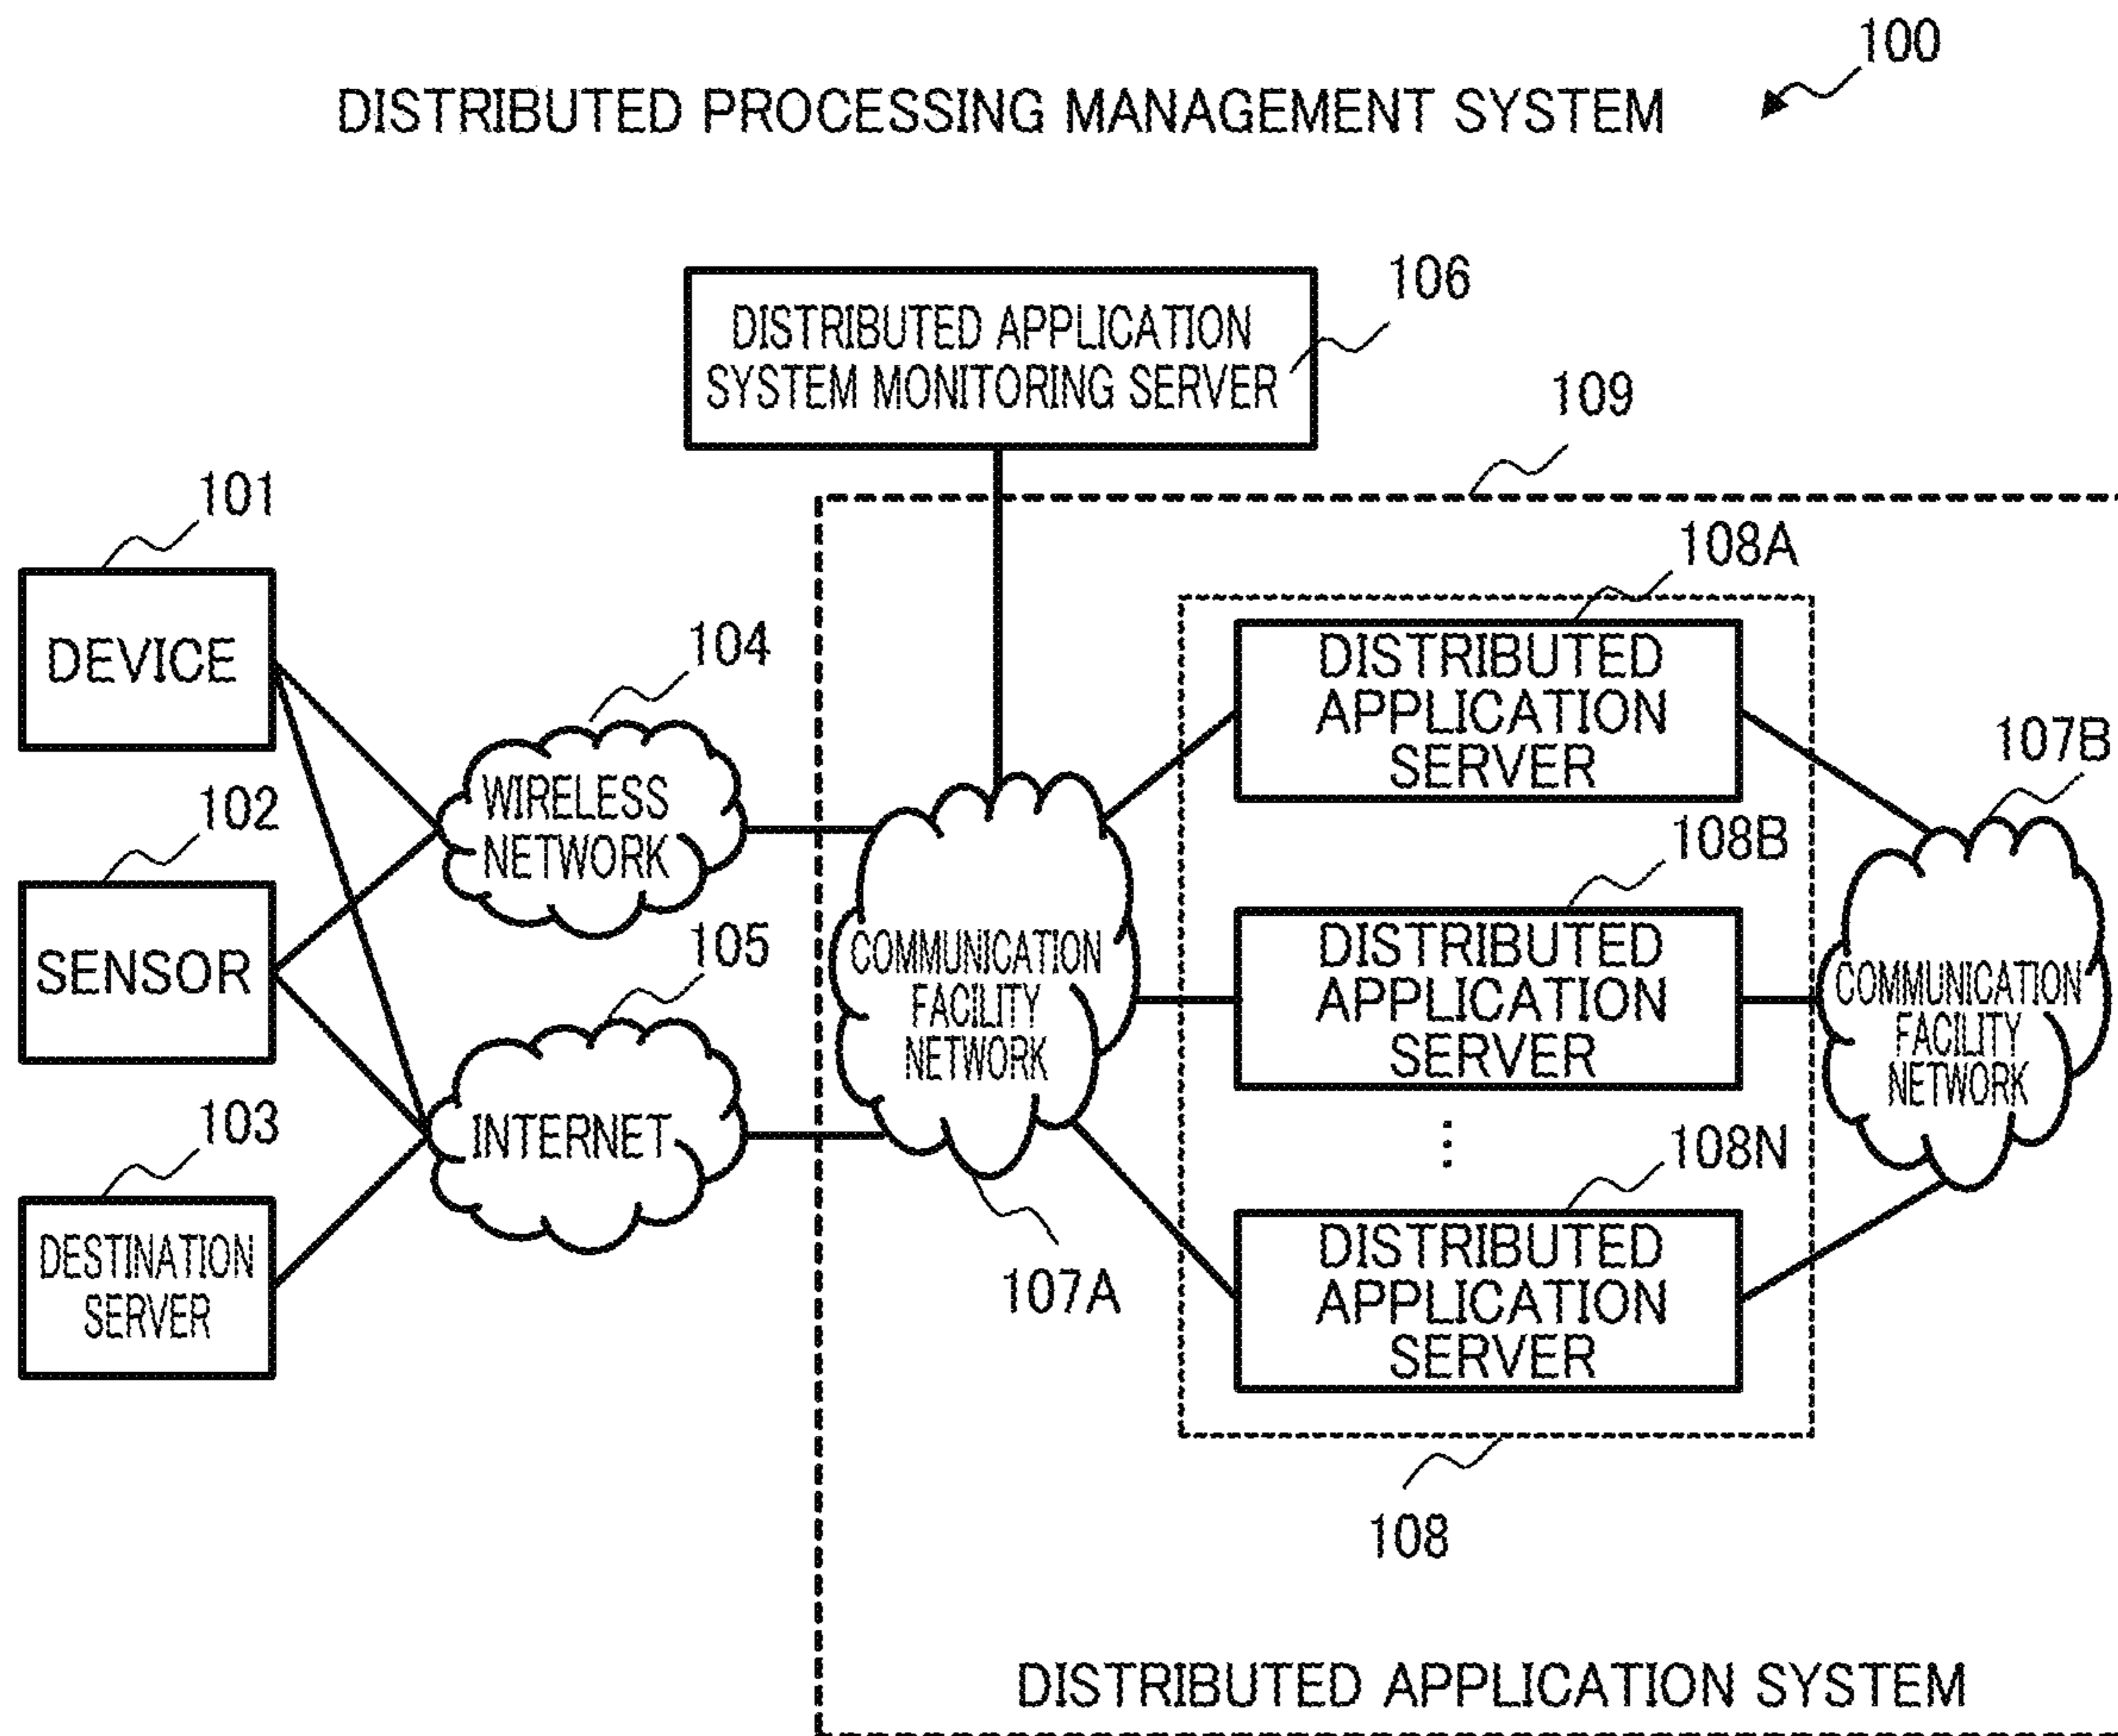 100
DISTRIBUTED PROCESSING MANAGEMENT SYSTEM
106
DISTRIBUTED APPLICATION
SYSTEM MONITORING SERVER
109
101
DEVICE
102
SENSOR
103
DESTINATION
SERVER
104
WIRELESS
NETWORK
105
INTERNET
COMMUNICATION
FACILITY
NETWORK
107A
108A
DISTRIBUTED
APPLICATION
SERVER
108B
DISTRIBUTED
APPLICATION
SERVER
⋮
108N
DISTRIBUTED
APPLICATION
SERVER
108
107B
COMMUNICATION
FACILITY
NETWORK
DISTRIBUTED APPLICATION SYSTEM